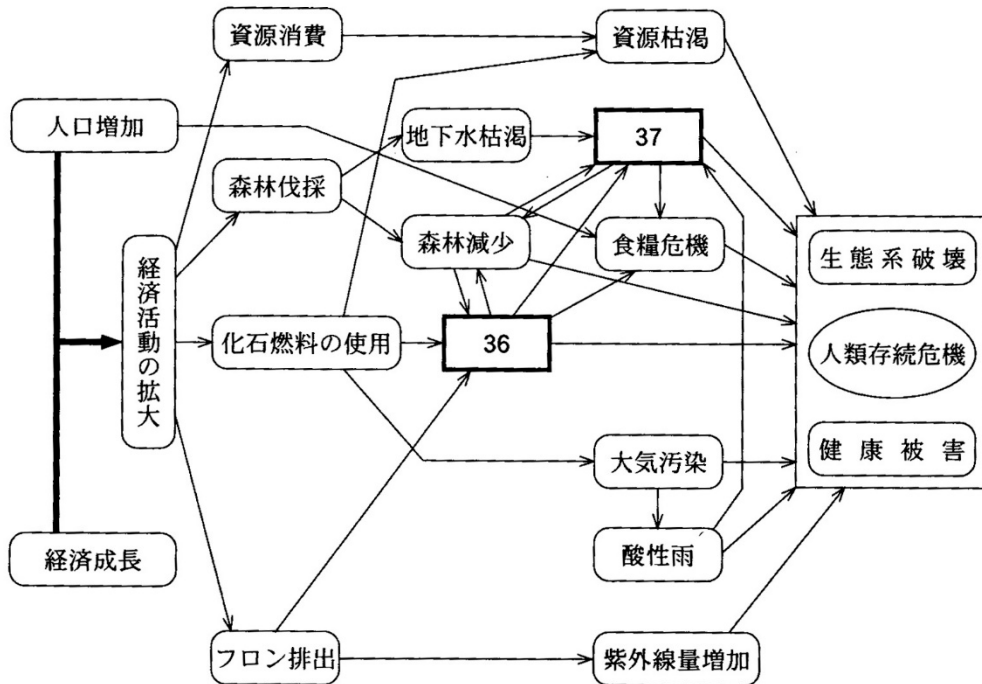 資源消費
資源枯渇
人口増加
地下水枯渇
37
森林伐採
森林減少
食糧危機
生態系破壊
経済活動の拡大
化石燃料の使用
36
人類存続危機
大気汚染
健康被害
経済成長
酸性雨
フロン排出
紫外線量増加